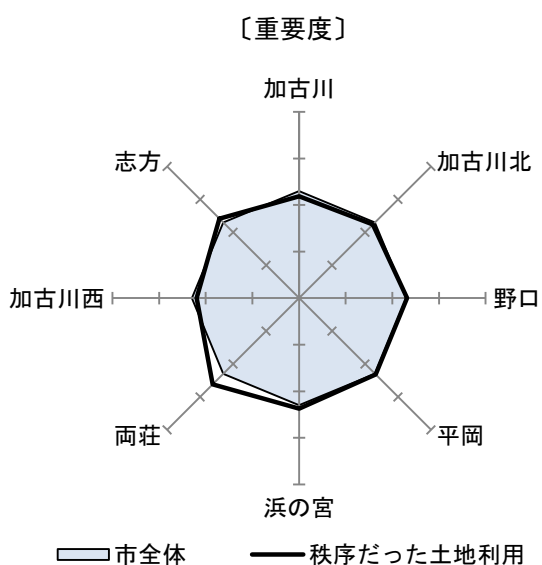 〔重要度〕
加古川
志方
加古川北
加古川西
野口
両荘
平岡
浜の宮
市全体
秩序だった土地利用